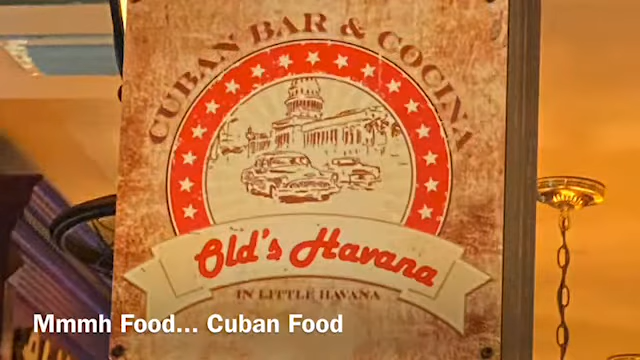 CUBAN BAR & COCINA
Old's Havana
IN LITTLE HAVANA
Mmmh Food... Cuban Food